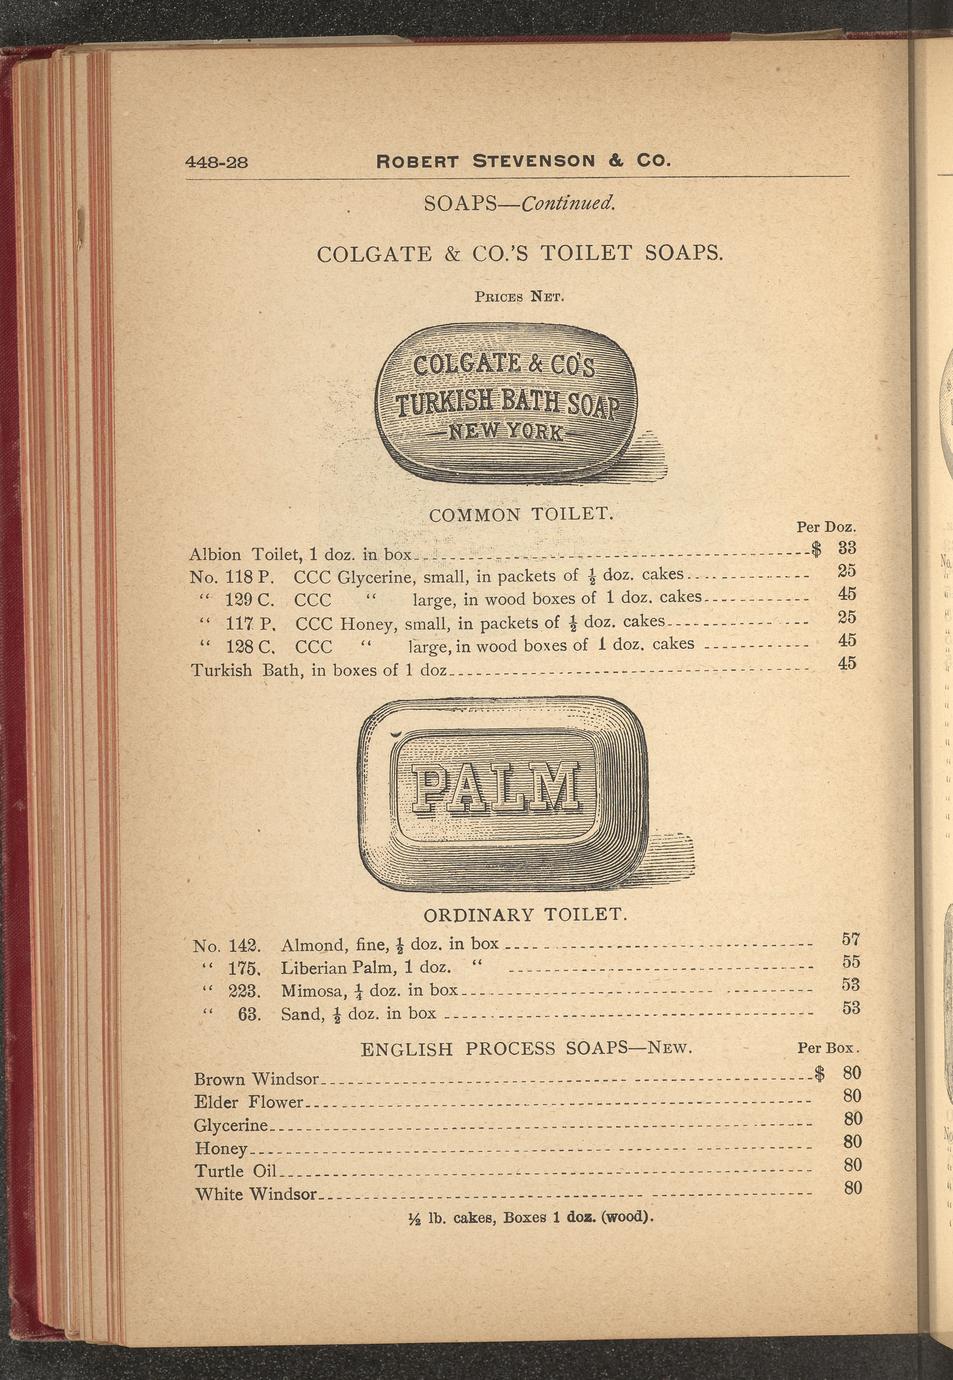 448-28 ROBERT STEVENSON & CO.
SOAPS—Continued.
COLGATE & CO.'S TOILET SOAPS.
PRICES NET.
COLGATE & CO'S
TURKISH BATH SOAP
—NEW YORK—
COMMON TOILET.
Per Doz.
Albion Toilet, 1 doz. in box $ 33
No. 118 P. CCC Glycerine, small, in packets of ½ doz. cakes 25
“ 129 C. CCC “ large, in wood boxes of 1 doz. cakes 45
“ 117 P. CCC Honey, small, in packets of ½ doz. cakes 25
“ 128 C. CCC “ large, in wood boxes of 1 doz. cakes 45
Turkish Bath, in boxes of 1 doz. 45
PALM
ORDINARY TOILET.
No. 142. Almond, fine, ½ doz. in box 57
“ 175. Liberian Palm, 1 doz. “ 55
“ 223. Mimosa, ¼ doz. in box 53
“ 63. Sand, ½ doz. in box 53
ENGLISH PROCESS SOAPS—NEW. Per Box.
Brown Windsor $ 80
Elder Flower 80
Glycerine 80
Honey 80
Turtle Oil 80
White Windsor 80
½ lb. cakes, Boxes 1 doz. (wood).